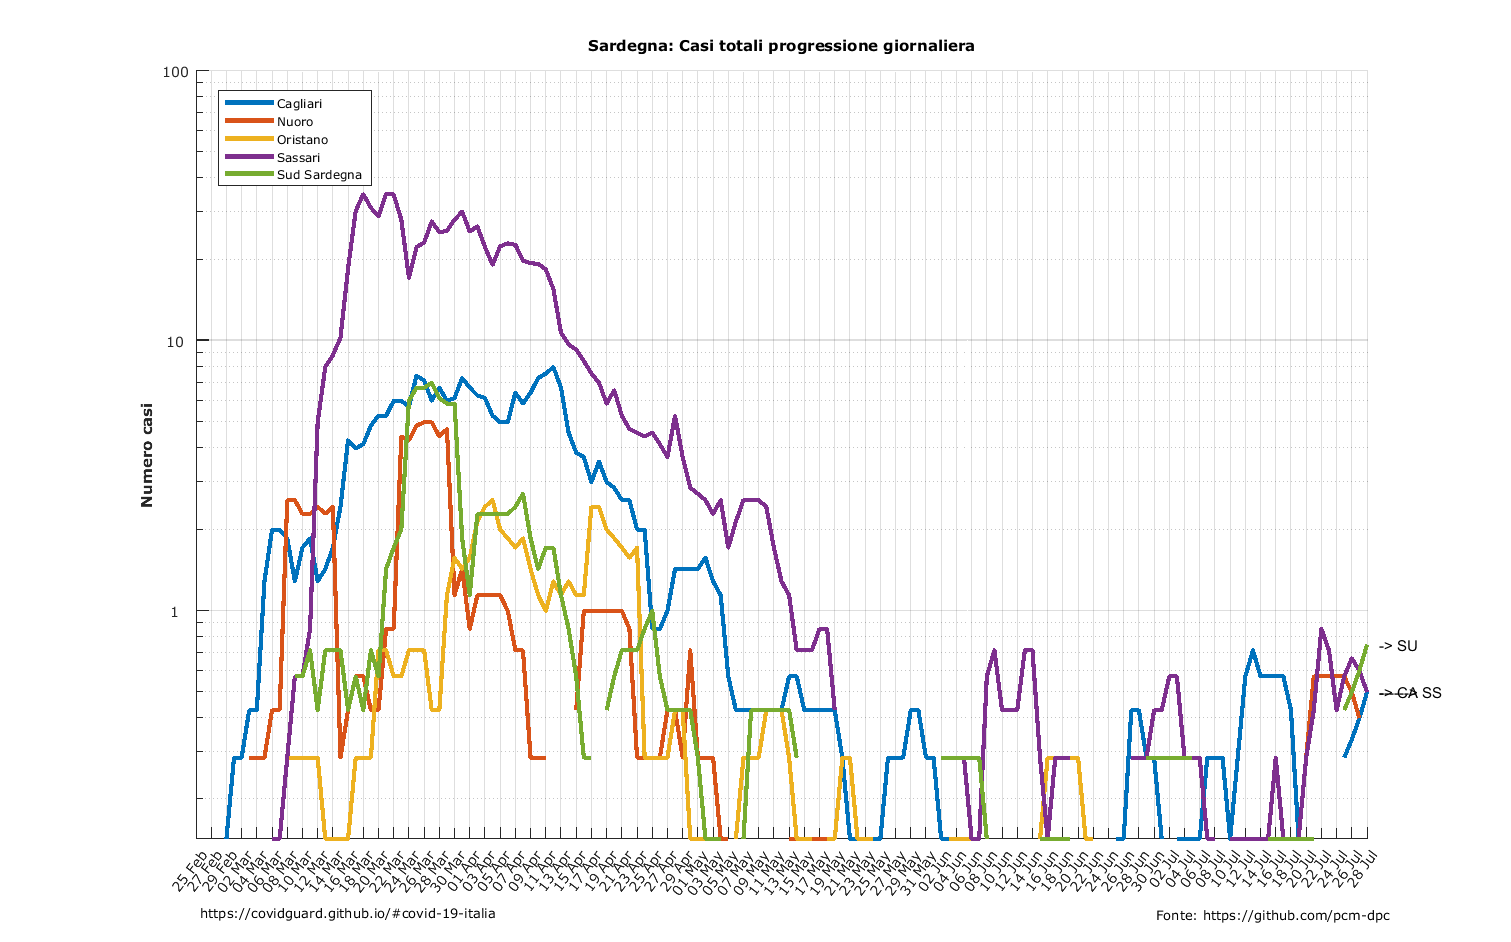 Sardegna: Casi totali progressione giornaliera
100
10
1
Numero casi
Cagliari
Nuoro
Oristano
Sassari
Sud Sardegna
-> SU
-> CA SS
25 Feb
27 Feb
29 Feb
02 Mar
04 Mar
06 Mar
08 Mar
10 Mar
12 Mar
14 Mar
16 Mar
18 Mar
20 Mar
22 Mar
24 Mar
26 Mar
28 Mar
30 Mar
01 Apr
03 Apr
05 Apr
07 Apr
09 Apr
11 Apr
13 Apr
15 Apr
17 Apr
19 Apr
21 Apr
23 Apr
25 Apr
27 Apr
29 Apr
01 May
03 May
05 May
07 May
09 May
11 May
13 May
15 May
17 May
19 May
21 May
23 May
25 May
27 May
29 May
31 May
02 Jun
04 Jun
06 Jun
08 Jun
10 Jun
12 Jun
14 Jun
16 Jun
18 Jun
20 Jun
22 Jun
24 Jun
26 Jun
28 Jun
30 Jun
02 Jul
04 Jul
06 Jul
08 Jul
10 Jul
12 Jul
14 Jul
16 Jul
18 Jul
20 Jul
22 Jul
24 Jul
26 Jul
28 Jul
https://covidguard.github.io/#covid-19-italia
Fonte: https://github.com/pcm-dpc